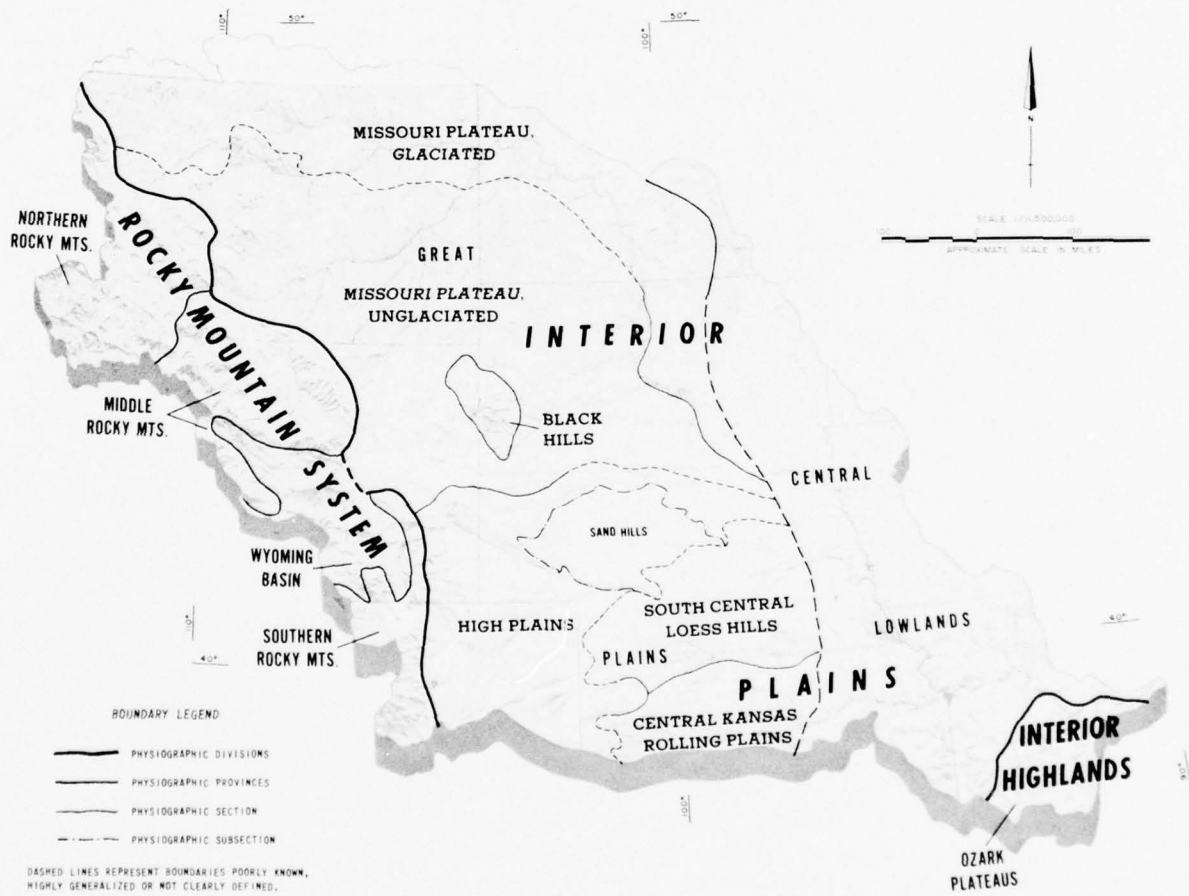 110°
50°
100°
50°
N
MISSOURI PLATEAU,
GLACIATED
NORTHERN
ROCKY MTS.
ROCKY MOUNTAIN SYSTEM
GREAT
MISSOURI PLATEAU,
UNGLACIATED
INTERIOR
APPROXIMATE SCALE IN MILES
MIDDLE
ROCKY MTS.
BLACK
HILLS
CENTRAL
SAND HILLS
WYOMING
BASIN
110°
40°
SOUTHERN
ROCKY MTS.
HIGH PLAINS
SOUTH CENTRAL
LOESS HILLS
PLAINS
LOWLANDS
40°
PLAINS
CENTRAL KANSAS
ROLLING PLAINS
INTERIOR
HIGHLANDS
90°
100°
OZARK
PLATEAUS
BOUNDARY LEGEND
PHYSIOGRAPHIC DIVISIONS
PHYSIOGRAPHIC PROVINCES
PHYSIOGRAPHIC SECTION
PHYSIOGRAPHIC SUBSECTION
DASHED LINES REPRESENT BOUNDARIES POORLY KNOWN,
HIGHLY GENERALIZED OR NOT CLEARLY DEFINED.